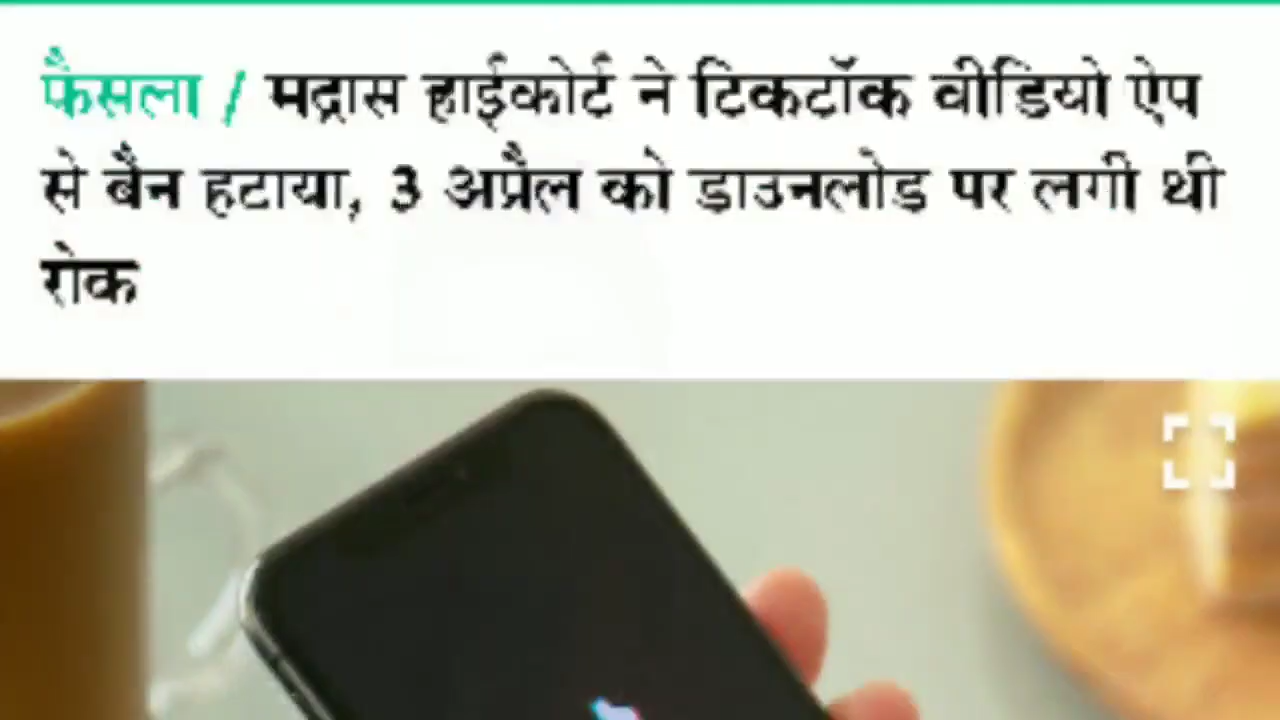 फैसला / मद्रास हाईकोर्ट ने टिकटॉक वीडियो ऐप
से बैन हटाया, 3 अप्रैल को डाउनलोड पर लगी थी
रोक